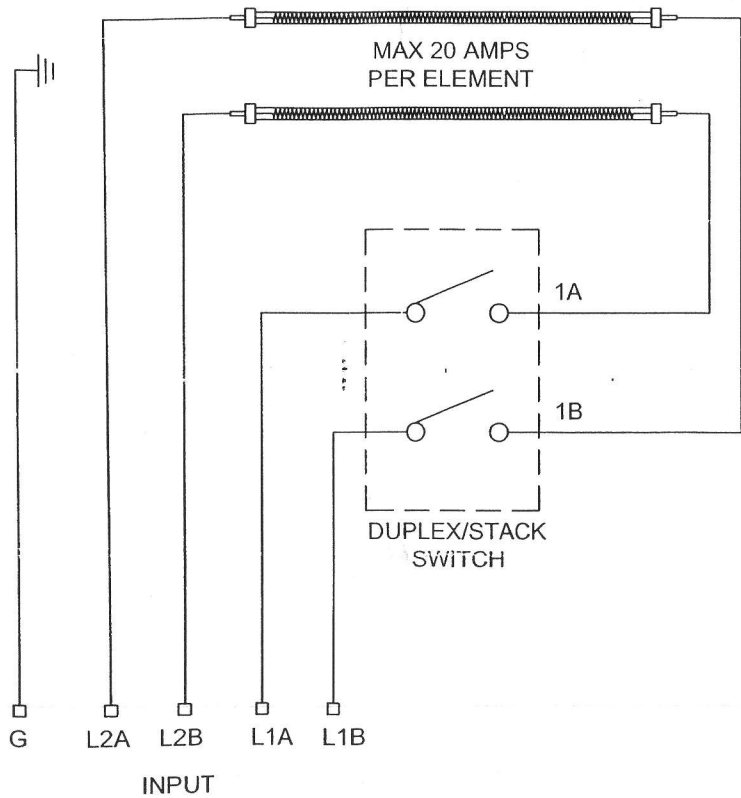 MAX 20 AMPS
PER ELEMENT
1A
1B
DUPLEX/STACK
SWITCH
G L2A L2B L1A L1B
INPUT